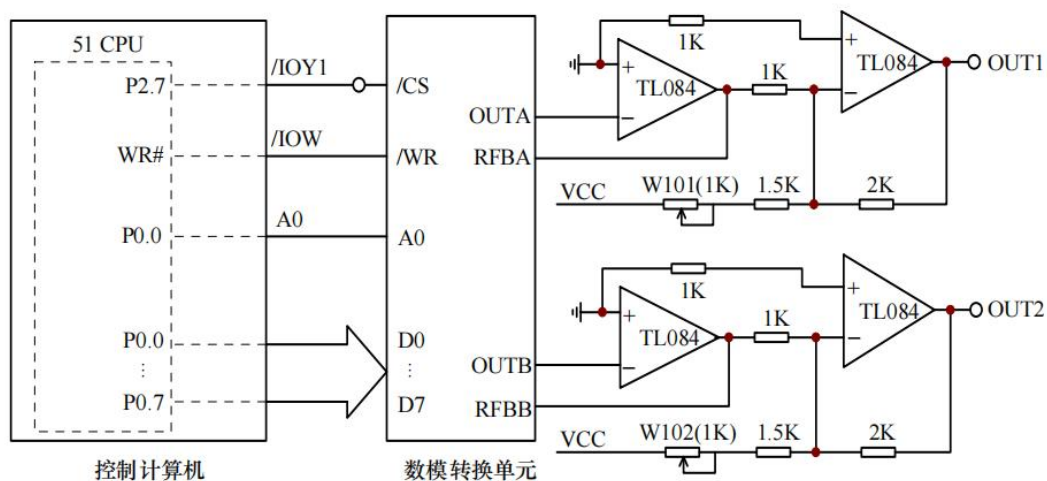 51 CPU
P2.7
WR#
P0.0
P0.0
⋮
P0.7
控制计算机
/IOY1
/IOW
A0
/CS
/WR
A0
D0
⋮
D7
OUTA
RFBA
OUTB
RFBB
数模转换单元
1K
+
−
TL084
1K
+
−
TL084
OUT1
VCC
W101(1K)
1.5K
2K
1K
+
−
TL084
1K
+
−
TL084
OUT2
VCC
W102(1K)
1.5K
2K